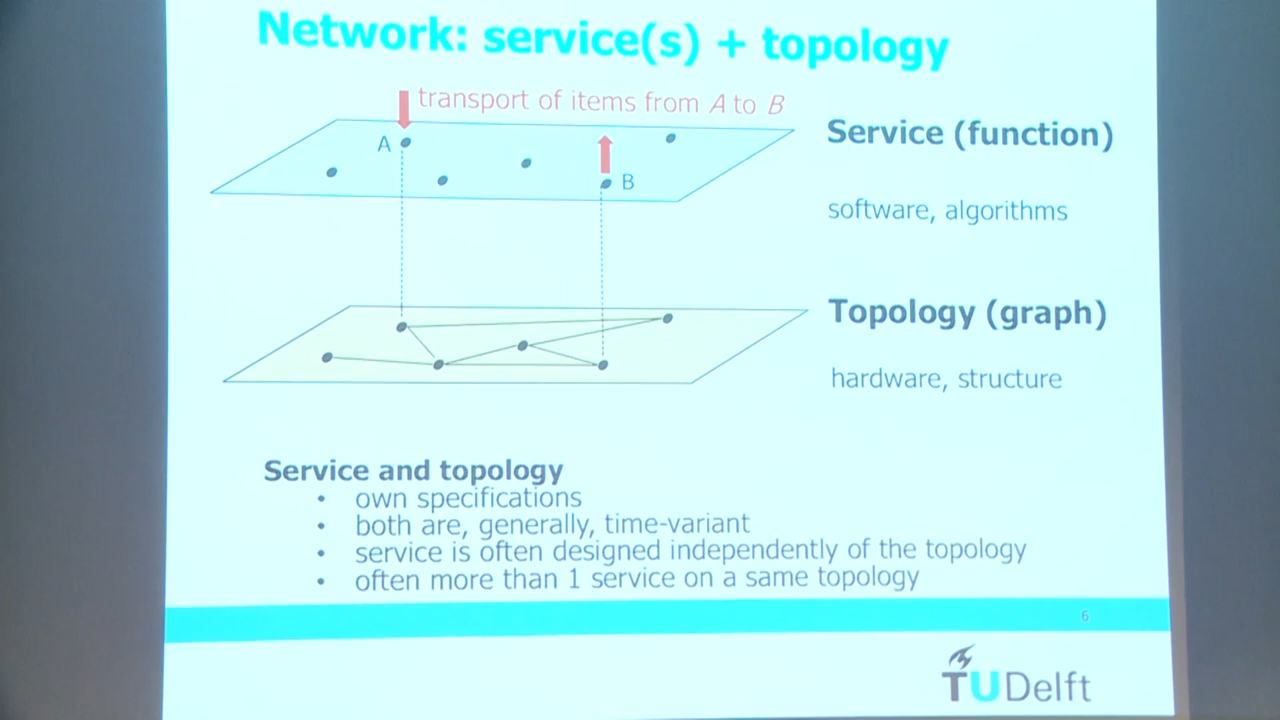 Network: service(s) + topology
transport of items from A to B
A
B
Service (function)
software, algorithms
Topology (graph)
hardware, structure
Service and topology
• own specifications
• both are, generally, time-variant
• service is often designed independently of the topology
• often more than 1 service on a same topology
6
TUDelft